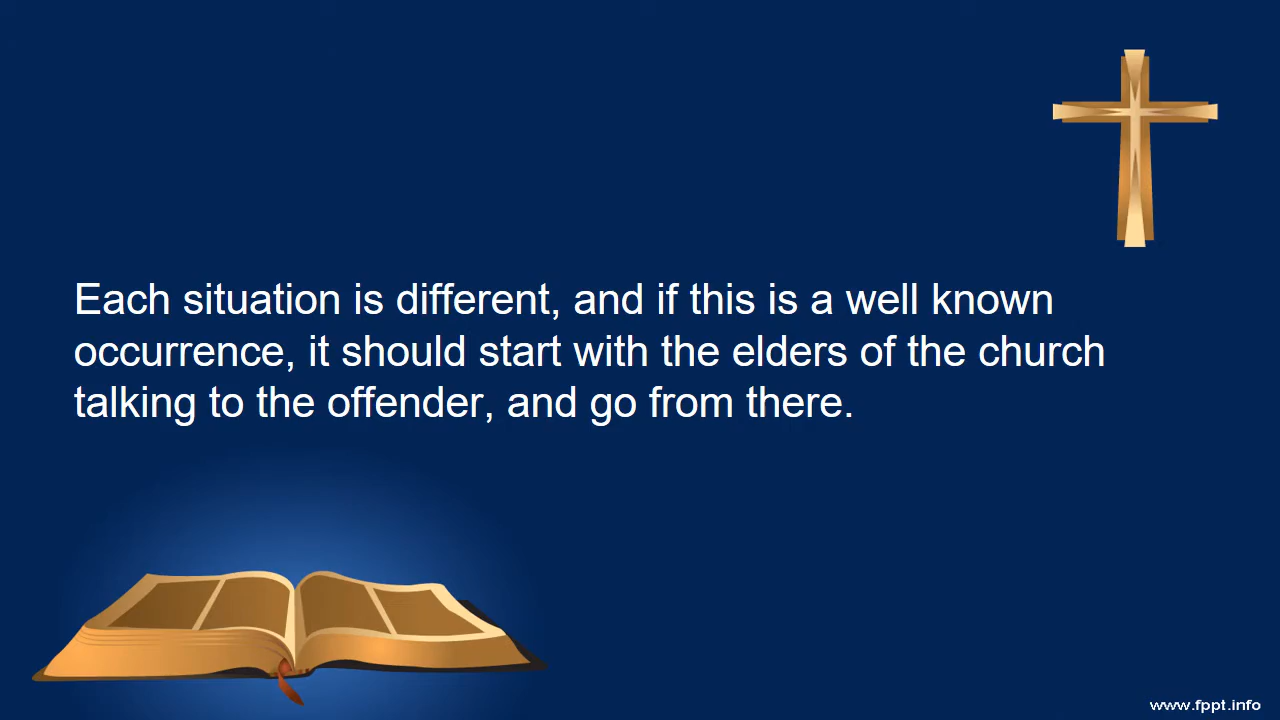 Each situation is different, and if this is a well known
occurrence, it should start with the elders of the church
talking to the offender, and go from there.
www.fppt.info